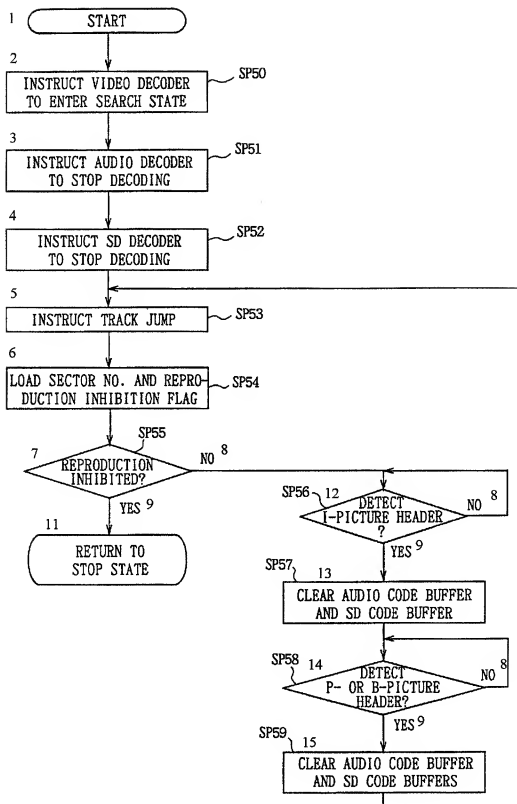 1
START
2
SP50
INSTRUCT VIDEO DECODER
TO ENTER SEARCH STATE
3
SP51
INSTRUCT AUDIO DECODER
TO STOP DECODING
4
SP52
INSTRUCT SD DECODER
TO STOP DECODING
5
INSTRUCT TRACK JUMP
SP53
6
LOAD SECTOR NO. AND REPRO-
DUCTION INHIBITION FLAG
SP54
SP55
7
REPRODUCTION
INHIBITED?
NO 8
YES 9
11
RETURN TO
STOP STATE
SP56
12
DETECT
I-PICTURE HEADER
?
NO 8
YES 9
SP57
13
CLEAR AUDIO CODE BUFFER
AND SD CODE BUFFER
SP58
14
DETECT
P- OR B-PICTURE
HEADER?
NO 8
YES 9
SP59
15
CLEAR AUDIO CODE BUFFER
AND SD CODE BUFFERS